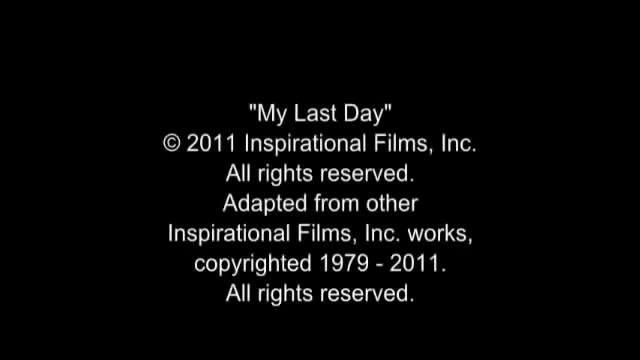 "My Last Day"
© 2011 Inspirational Films, Inc.
All rights reserved.
Adapted from other
Inspirational Films, Inc. works,
copyrighted 1979 - 2011.
All rights reserved.